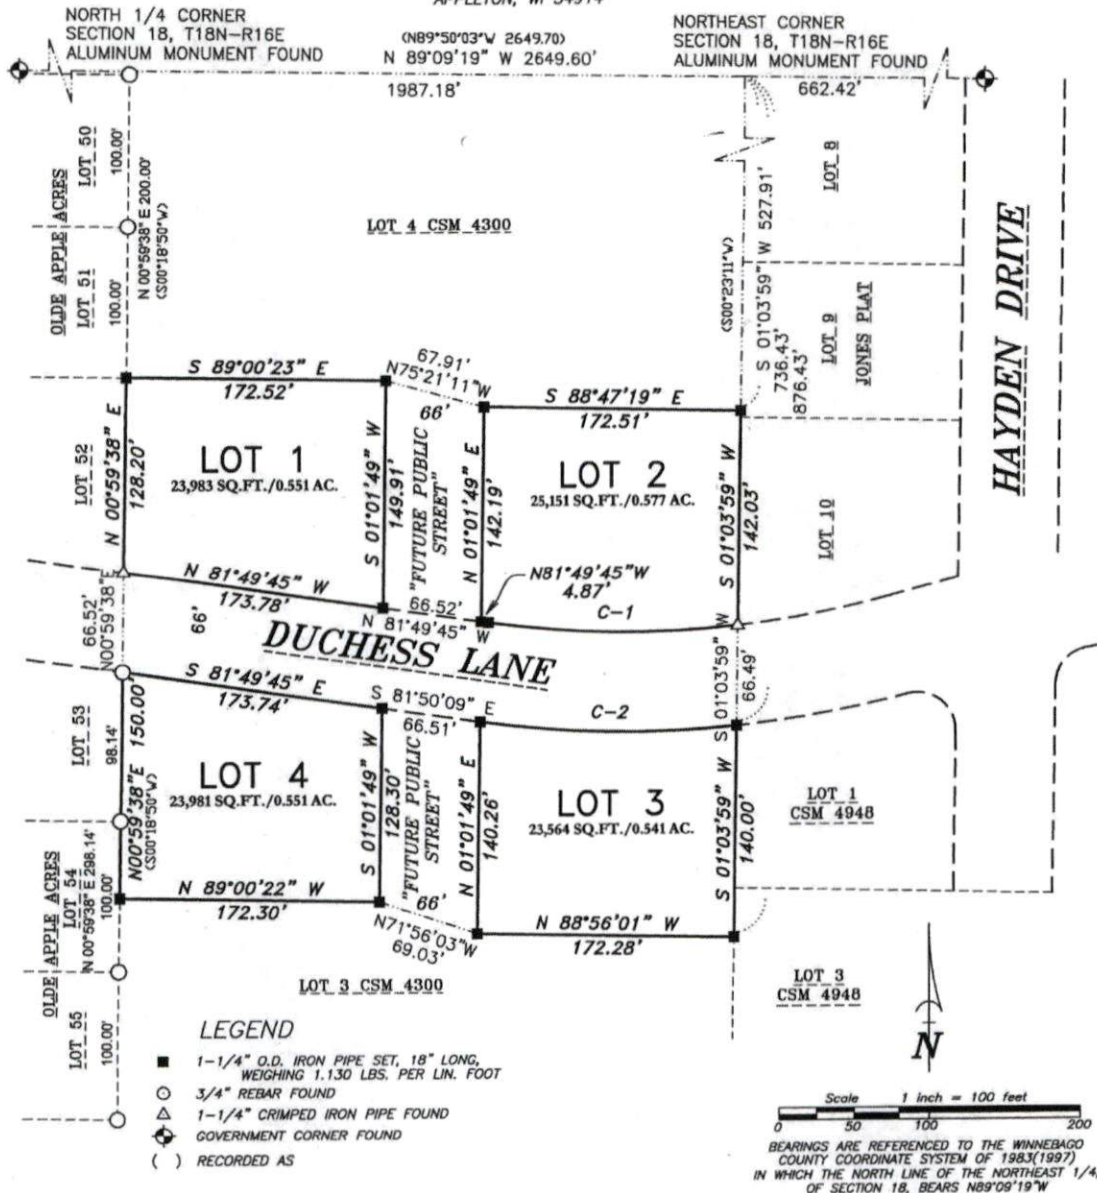 APPLETON, WI 54914
NORTH 1/4 CORNER
SECTION 18, T18N-R16E
ALUMINUM MONUMENT FOUND
(N89°50'03"W 2649.70)
N 89°09'19" W 2649.60'
1987.18'
NORTHEAST CORNER
SECTION 18, T18N-R16E
ALUMINUM MONUMENT FOUND
662.42'
OLDE APPLE ACRES
LOT 50
100.00'
LOT 51
100.00'
N 00°59'38" E 200.00'
(S00°18'50"W)
LOT 4 CSM 4300
(S00°23'11"W)
S 01°03'59" W 527.91'
736.43'
876.43'
LOT 8
LOT 9
JONES PLAT
LOT 10
HAYDEN DRIVE
S 89°00'23" E
172.52'
67.91'
N75°21'11"W
66'
S 88°47'19" E
172.51'
LOT 52
N 00°59'38" E
128.20'
LOT 1
23,983 SQ.FT./0.551 AC.
S 01°01'49" W
149.91'
"FUTURE PUBLIC
STREET"
N 01°01'49" E
142.19'
LOT 2
25,151 SQ.FT./0.577 AC.
S 01°03'59" W
142.03'
N 81°49'45" W
173.78'
N81°49'45"W
4.87'
C-1
66.52'
N 81°49'45" W
66.52'
N00°59'38"E
66'
DUCHESS LANE
S 01°03'59" W
66.49'
S 81°49'45" E
173.74'
S 81°50'09" E
66.51'
C-2
LOT 53
98.14'
N00°59'38"E 150.00
(S00°18'50"W)
LOT 4
23,981 SQ.FT./0.551 AC.
S 01°01'49" W
128.30'
"FUTURE PUBLIC
STREET"
66'
N 01°01'49" E
140.26'
LOT 3
23,564 SQ.FT./0.541 AC.
S 01°03'59" W
140.00'
LOT 1
CSM 4948
N 89°00'22" W
172.30'
N71°56'03"W
69.03'
N 88°56'01" W
172.28'
OLDE APPLE ACRES
LOT 54
N 00°59'38" E 298.14'
100.00'
LOT 55
100.00'
LOT 3 CSM 4300
LOT 3
CSM 4948
N
LEGEND
1-1/4" O.D. IRON PIPE SET, 18" LONG,
WEIGHING 1.130 LBS. PER LIN. FOOT
3/4" REBAR FOUND
1-1/4" CRIMPED IRON PIPE FOUND
GOVERNMENT CORNER FOUND
( ) RECORDED AS
Scale 1 inch = 100 feet
0 50 100 200
BEARINGS ARE REFERENCED TO THE WINNEBAGO
COUNTY COORDINATE SYSTEM OF 1983(1997)
IN WHICH THE NORTH LINE OF THE NORTHEAST 1/4,
OF SECTION 18, BEARS N89°09'19"W